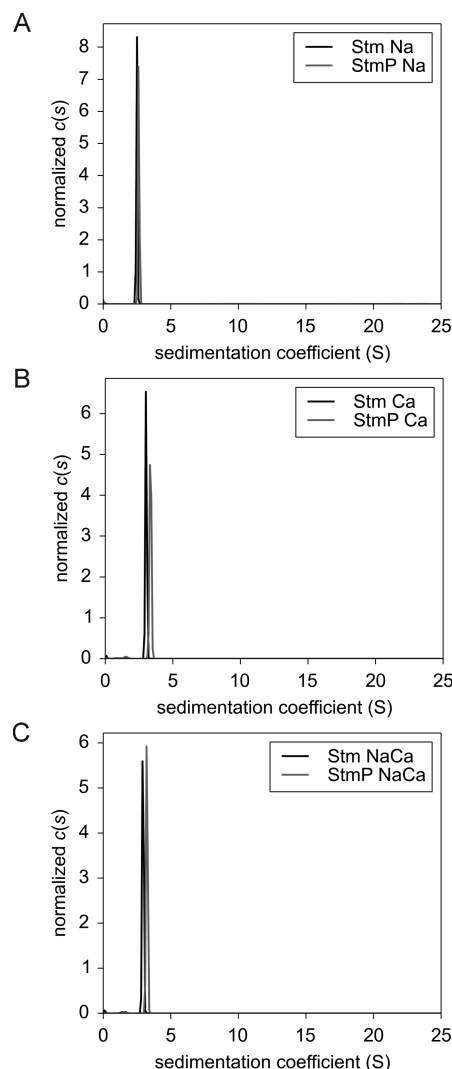 A
Stm Na
StmP Na
normalized c(s)
8
7
6
5
4
3
2
1
0
0 5 10 15 20 25
sedimentation coefficient (S)
B
Stm Ca
StmP Ca
normalized c(s)
6
5
4
3
2
1
0
0 5 10 15 20 25
sedimentation coefficient (S)
C
Stm NaCa
StmP NaCa
normalized c(s)
6
5
4
3
2
1
0
0 5 10 15 20 25
sedimentation coefficient (S)